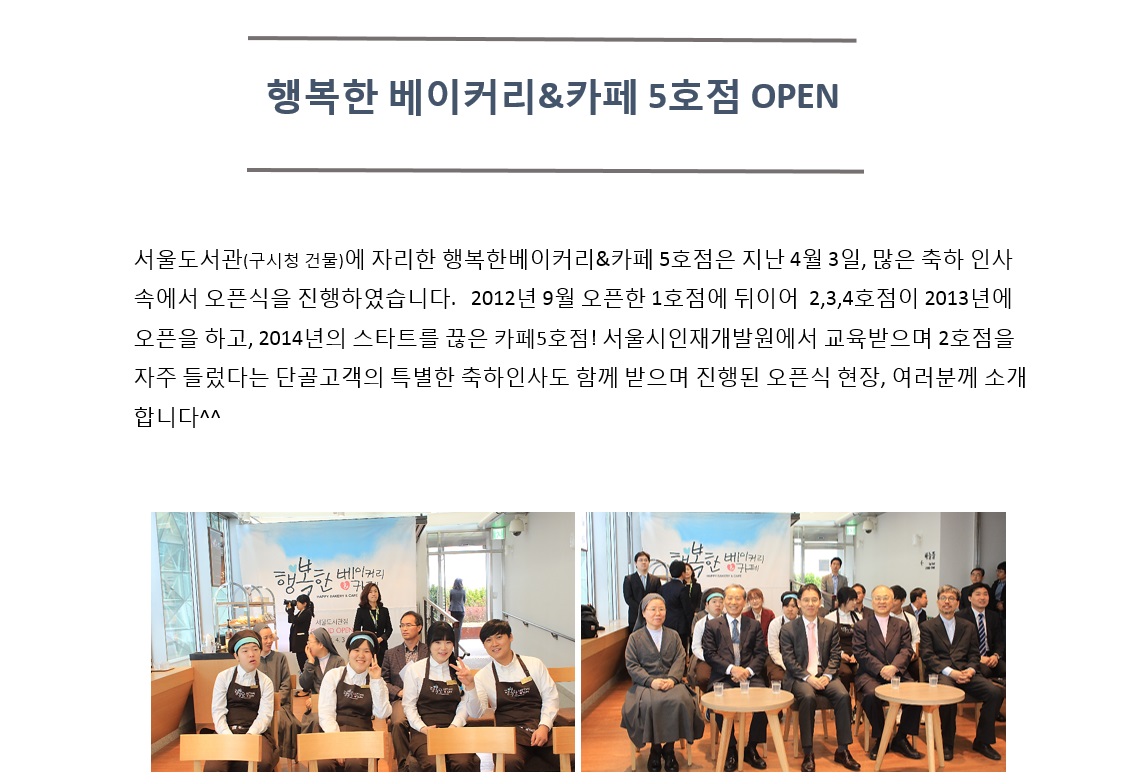 행복한 베이커리&카페 5호점 OPEN
서울도서관(구시청 건물)에 자리한 행복한베이커리&카페 5호점은 지난 4월 3일, 많은 축하 인사
속에서 오픈식을 진행하였습니다. 2012년 9월 오픈한 1호점에 뒤이어 2,3,4호점이 2013년에
오픈을 하고, 2014년의 스타트를 끊은 카페5호점! 서울시인재개발원에서 교육받으며 2호점을
자주 들렀다는 단골고객의 특별한 축하인사도 함께 받으며 진행된 오픈식 현장, 여러분께 소개
합니다^^
행복한 베이커리
카페
HAPPY BAKERY & CAFE
서울도서관점
행복한 베이커리
카페
HAPPY BAKERY & CAFE